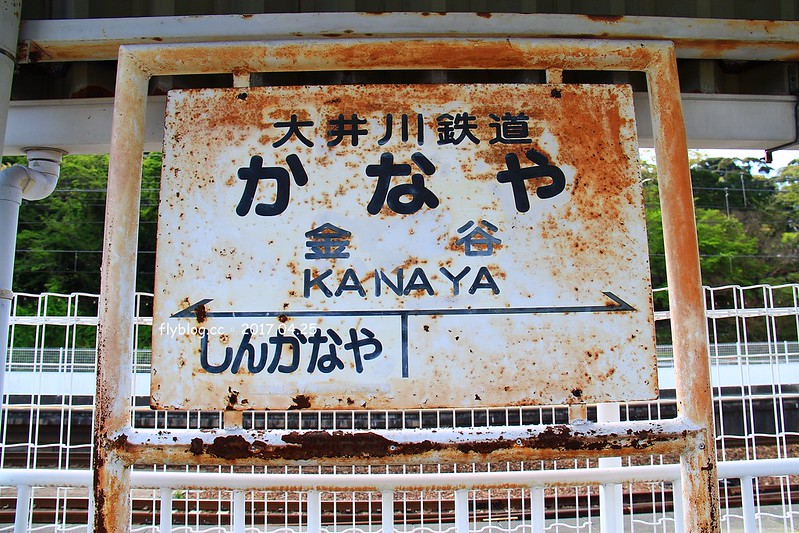 大井川鉄道
かなや
金谷
KANAYA
flyblog.cc ▫ 2017.04.25
しんかなや